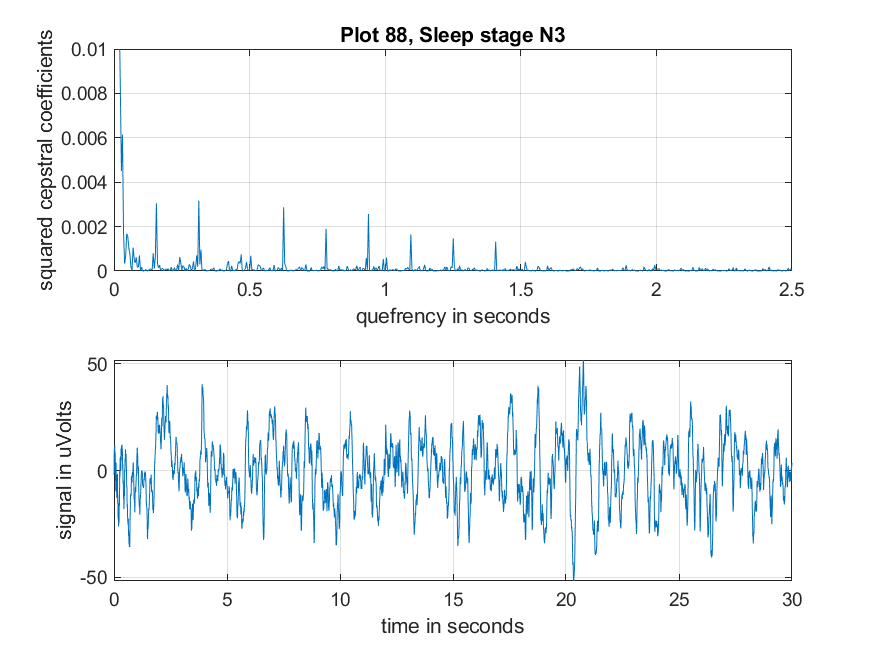 Plot 88, Sleep stage N3
squared cepstral coefficients
0.01
0.008
0.006
0.004
0.002
0
0 0.5 1 1.5 2 2.5
quefrency in seconds
signal in uVolts
50
0
-50
0 5 10 15 20 25 30
time in seconds